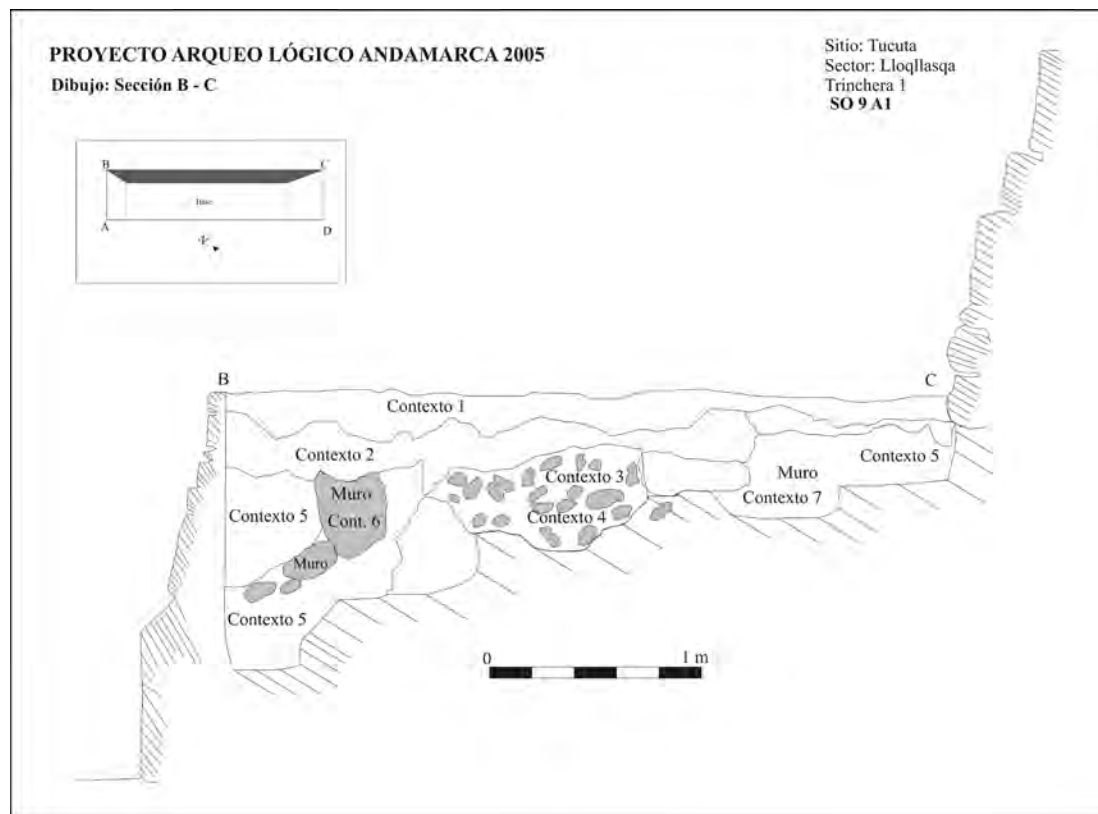 PROYECTO ARQUEO LÓGICO ANDAMARCA 2005
Dibujo: Sección B - C
Sitio: Tucuta
Sector: Lloqllasqa
Trinchera 1
SO 9 A1
B
C
A
D
N
B
C
Contexto 1
Contexto 2
Contexto 5
Contexto 3
Muro
Contexto 7
Contexto 5
Muro
Cont. 6
Contexto 4
Muro
Contexto 5
0
1 m